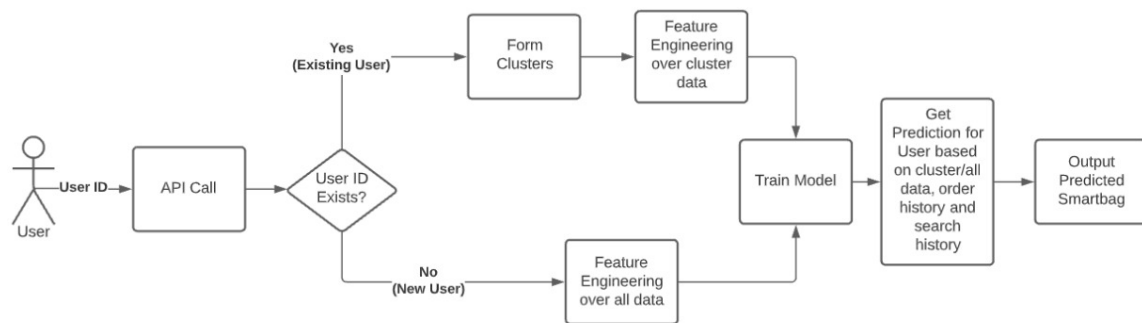 User
User ID
API Call
User ID
Exists?
Yes
(Existing User)
Form
Clusters
Feature
Engineering
over cluster
data
No
(New User)
Feature
Engineering
over all data
Train Model
Get
Prediction for
User based
on cluster/all
data, order
history and
search
history
Output
Predicted
Smartbag